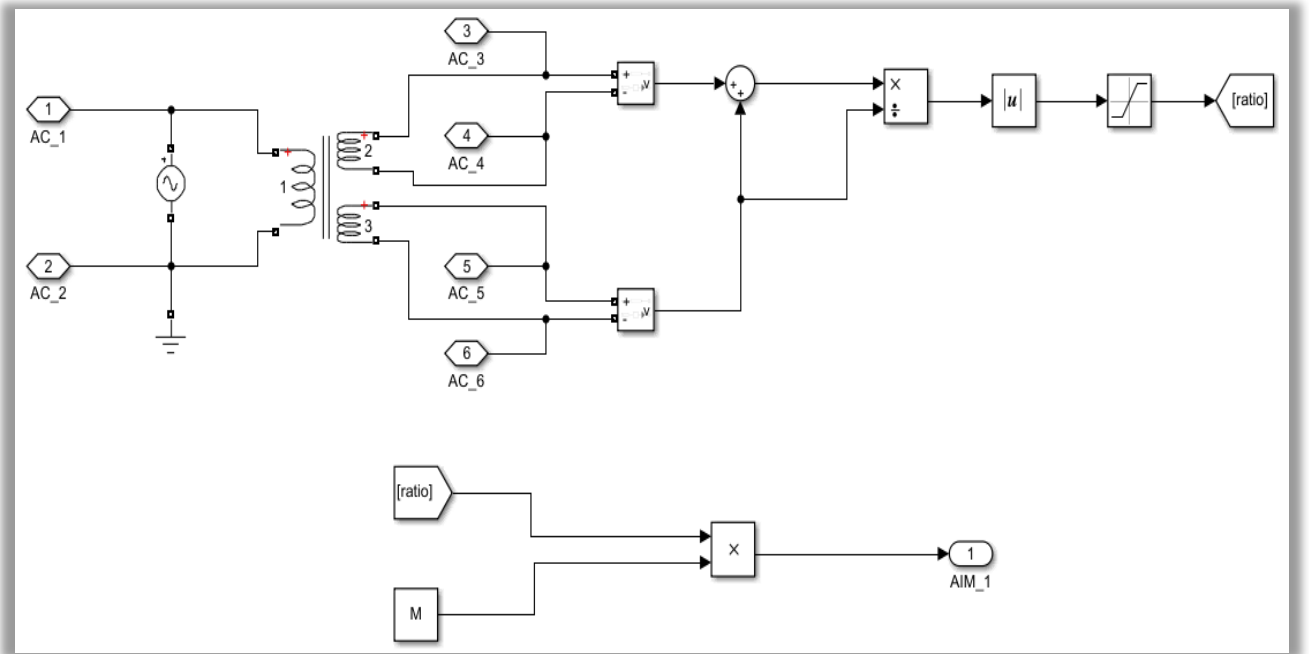 3
AC_3
+
-
v
+
+
×
÷
|u|
[ratio]
1
AC_1
4
AC_4
+
1
+
2
+
3
2
AC_2
5
AC_5
+
-
v
6
AC_6
[ratio]
×
1
AIM_1
M